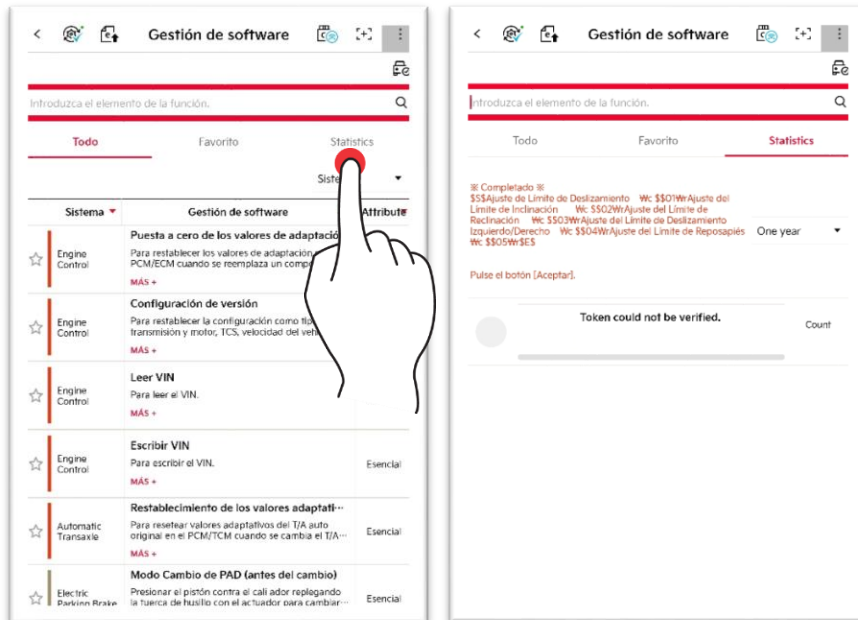 Gestión de software
Introduzca el elemento de la función.
Todo Favorito Statistics
Siste
Sistema Gestión de software Attribute
Puesta a cero de los valores de adaptació
Engine Control
Para restablecer los valores de adaptación
PCM/ECM cuando se reemplaza un comp
MÁS +
Configuración de versión
Engine Control
Para restablecer la configuración como tip
transmisión y motor, TCS, velocidad del veh
MÁS +
Leer VIN
Engine Control
Para leer el VIN.
MÁS +
Escribir VIN
Engine Control
Para escribir el VIN.
Esencial
MÁS +
Restablecimiento de los valores adaptati···
Automatic Transaxle
Para resetear valores adaptativos del T/A auto
original en el PCM/TCM cuando se cambia el T/A···
Esencial
MÁS +
Modo Cambio de PAD (antes del cambio)
Electric Parking Brake
Presionar el pistón contra el cali ador replegando
la tuerca de husillo con el actuador para cambiar···
Esencial
Gestión de software
Introduzca el elemento de la función.
Todo Favorito Statistics
※ Completado ※
$S$Ajuste de Límite de Deslizamiento ₩c $S01₩rAjuste del
Límite de Inclinación ₩c $S02₩rAjuste del Límite de
Reclinación ₩c $S03₩rAjuste del Límite de Deslizamiento
Izquierdo/Derecho ₩c $S04₩rAjuste del Límite de Reposapiés
₩c $S05₩r$E$
One year
Pulse el botón [Aceptar].
Token could not be verified.
Count